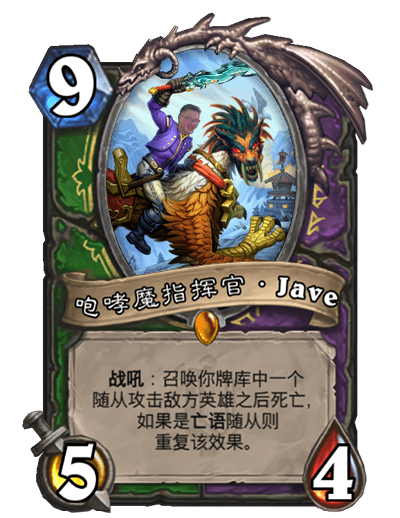 9
咆哮魔指挥官·Jave
战吼：召唤你牌库中一个
随从攻击敌方英雄之后死亡，
如果是亡语随从则
重复该效果。
5
4